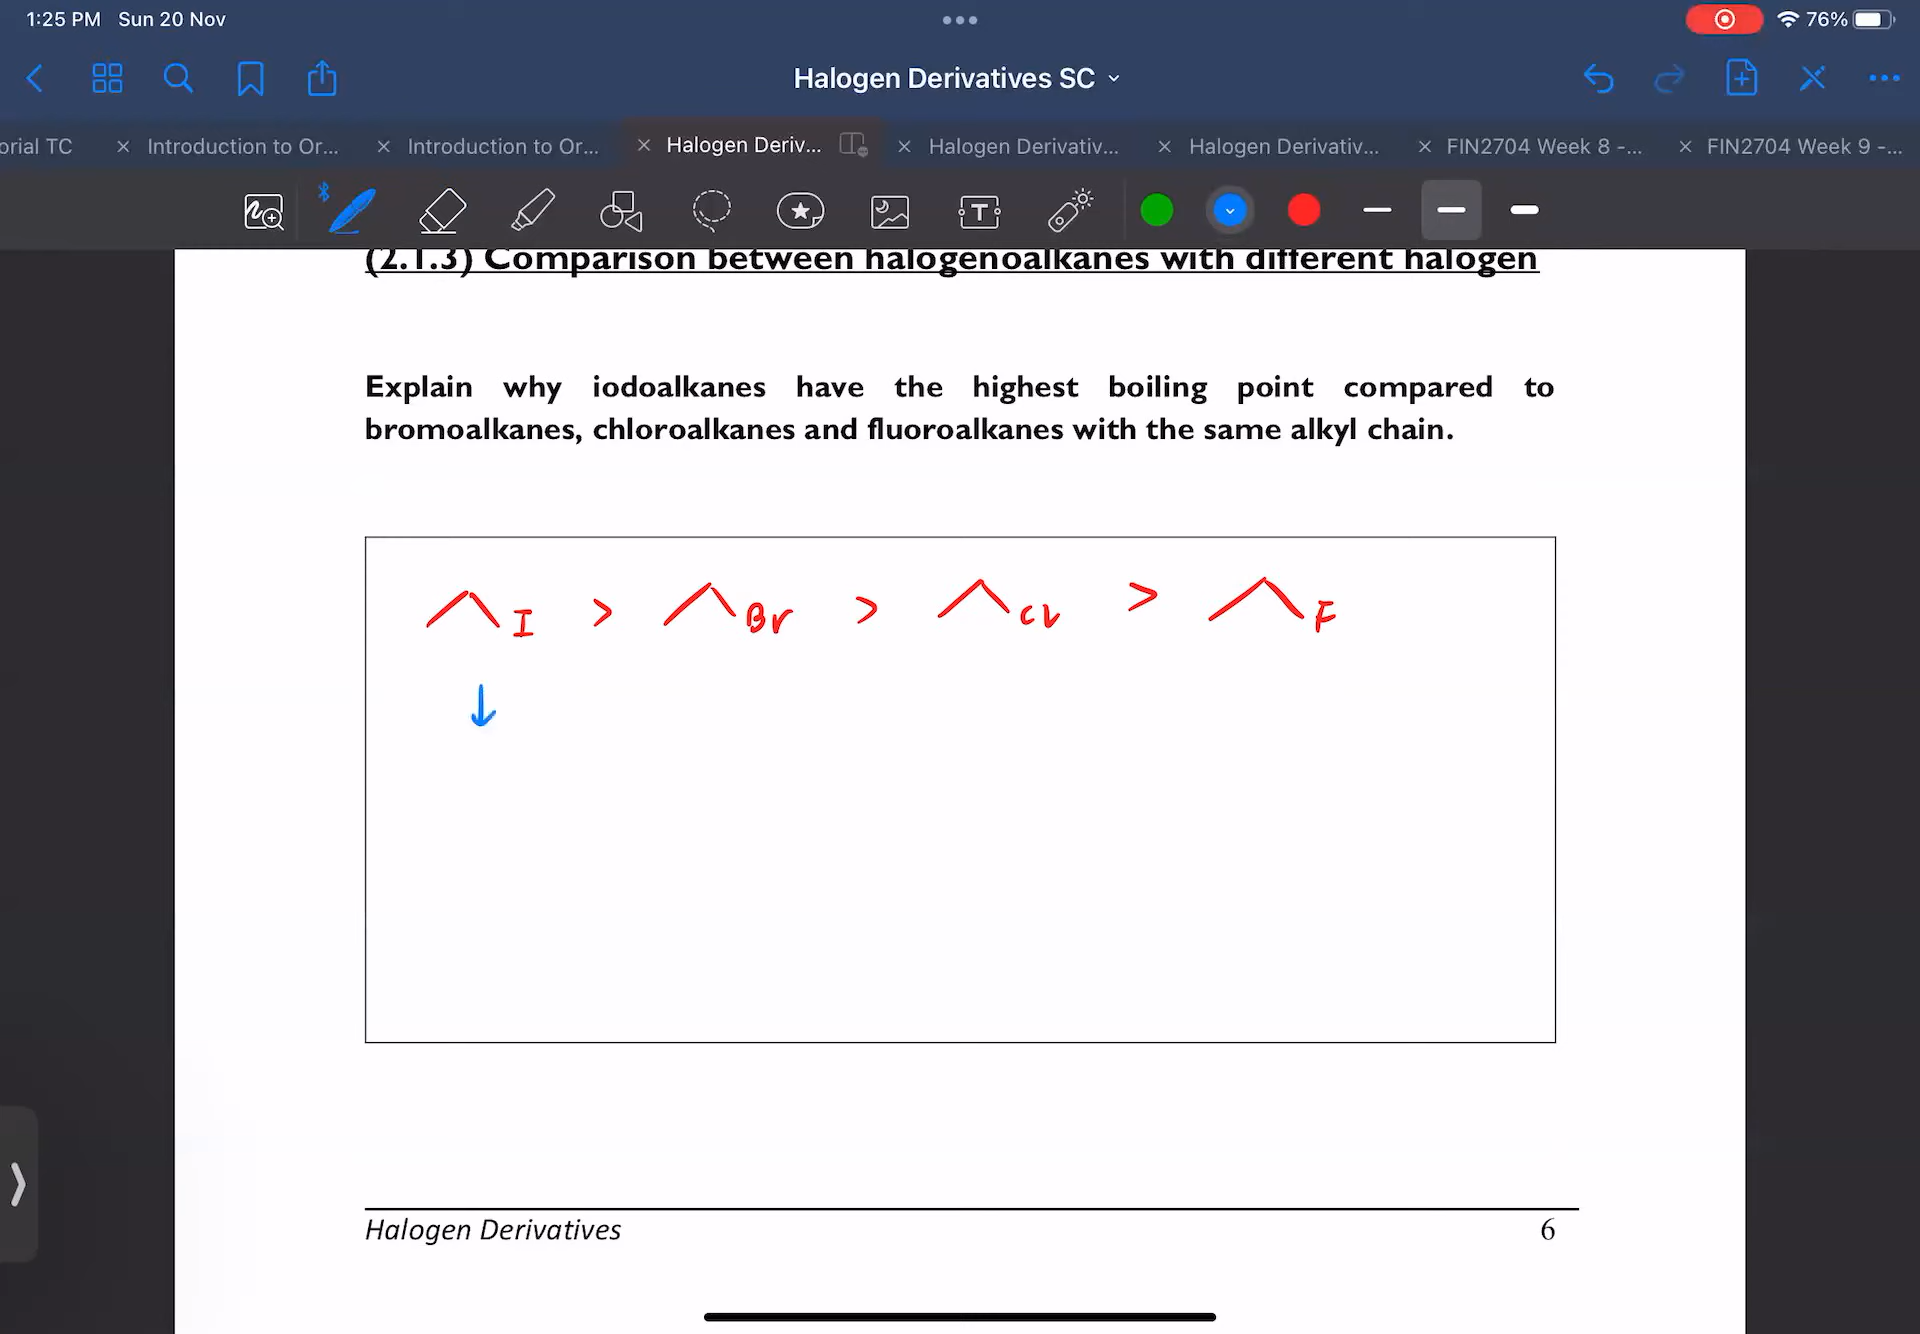 1:25 PM Sun 20 Nov
76%
Halogen Derivatives SC
orial TC
Introduction to Or...
Introduction to Or...
Halogen Deriv...
Halogen Derivativ...
Halogen Derivativ...
FIN2704 Week 8 -...
FIN2704 Week 9 -...
(2.1.3) Comparison between halogenoalkanes with different halogen
Explain why iodoalkanes have the highest boiling point compared to
bromoalkanes, chloroalkanes and fluoroalkanes with the same alkyl chain.
I > Br > Cl > F
Halogen Derivatives 6